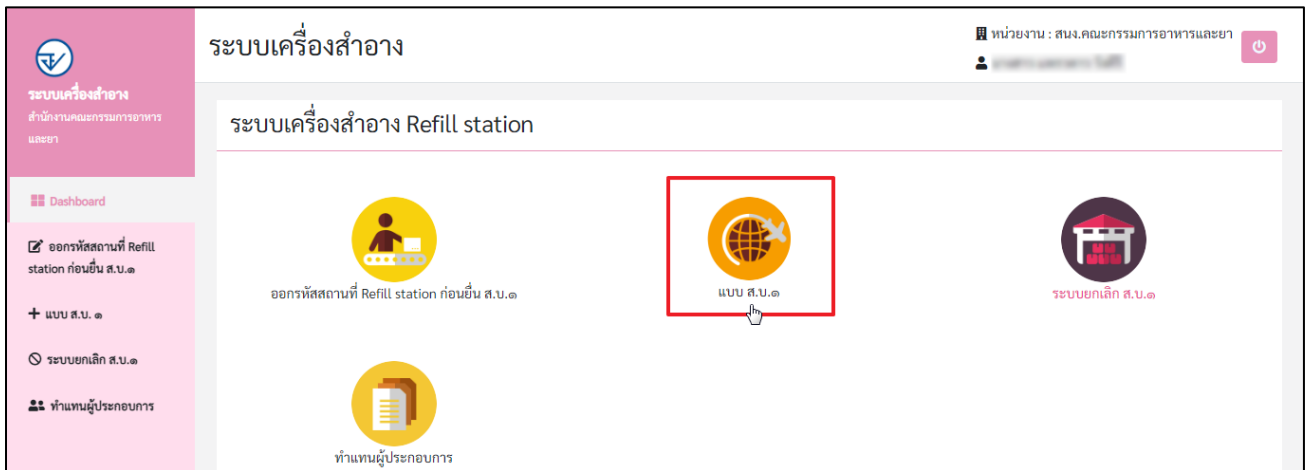 ระบบเครื่องสำอาง
สำนักงานคณะกรรมการอาหาร
และยา
Dashboard
ออกรหัสสถานที่ Refill
station ก่อนยื่น ส.บ.๑
แบบ ส.บ. ๑
ระบบยกเลิก ส.บ.๑
ทำแทนผู้ประกอบการ
ระบบเครื่องสำอาง
หน่วยงาน : สนง.คณะกรรมการอาหารและยา
ระบบเครื่องสำอาง Refill station
ออกรหัสสถานที่ Refill station ก่อนยื่น ส.บ.๑
แบบ ส.บ.๑
ระบบยกเลิก ส.บ.๑
ทำแทนผู้ประกอบการ